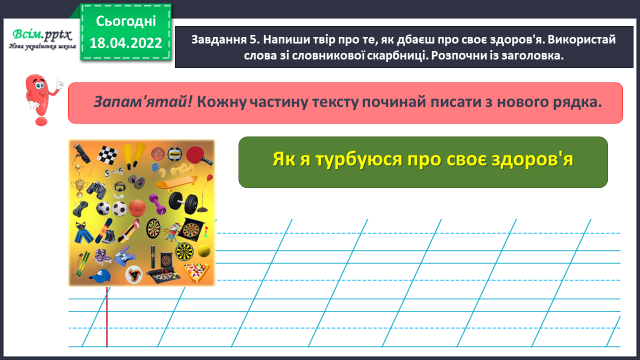 Всім.pptx
Нова українська школа
Сьогодні
18.04.2022
Завдання 5. Напиши твір про те, як дбаєш про своє здоров'я. Використай
слова зі словникової скарбниці. Розпочни із заголовка.
Запам'ятай! Кожну частину тексту починай писати з нового рядка.
Як я турбуюся про своє здоров'я